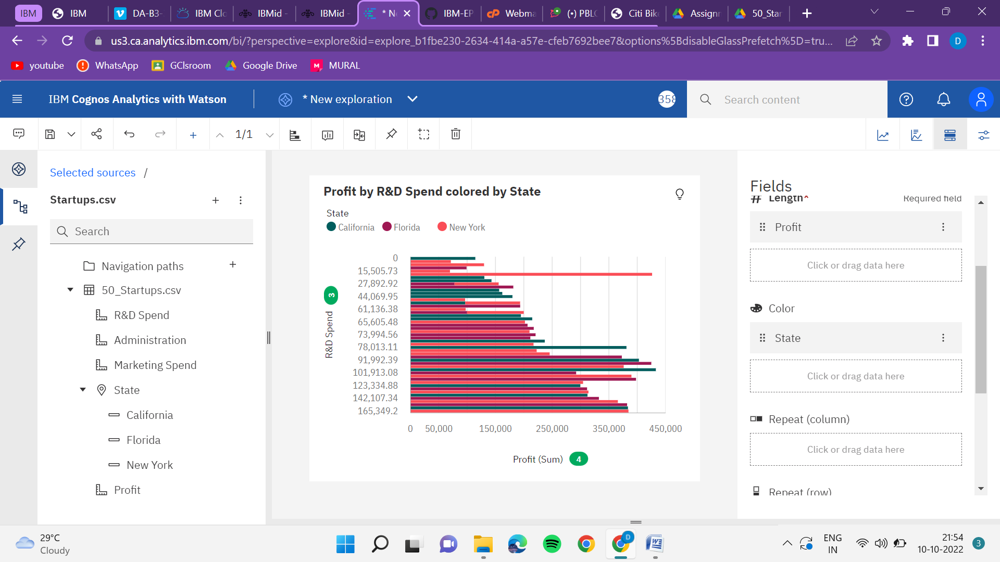 IBM
IBM
DA-B3-
IBM Clo
IBMid -
IBMid -
* Ne
IBM-EP
Webma
(•) PBLC
Citi Bike
Assignm
50_Star
us3.ca.analytics.ibm.com/bi/?perspective=explore&id=explore_b1fbe230-2634-414a-a57e-cfeb7692bee7&options%5BdisableGlassPrefetch%5D=tru...
D
youtube
WhatsApp
GClsroom
Google Drive
MURAL
IBM Cognos Analytics with Watson
* New exploration
358
Search content
1/1
Selected sources /
Startups.csv
Search
Navigation paths
50_Startups.csv
R&D Spend
Administration
Marketing Spend
State
California
Florida
New York
Profit
Profit by R&D Spend colored by State
State
California
Florida
New York
R&D Spend
3
0
15,505.73
27,892.92
44,069.95
61,136.38
65,605.48
73,994.56
78,013.11
91,992.39
101,913.08
123,334.88
142,107.34
165,349.2
0
50,000
150,000
250,000
350,000
450,000
Profit (Sum)
4
Fields
# Length*
Required field
Profit
Click or drag data here
Color
State
Click or drag data here
Repeat (column)
Click or drag data here
Repeat (row)
29°C
Cloudy
D
ENG
IN
21:54
10-10-2022
3